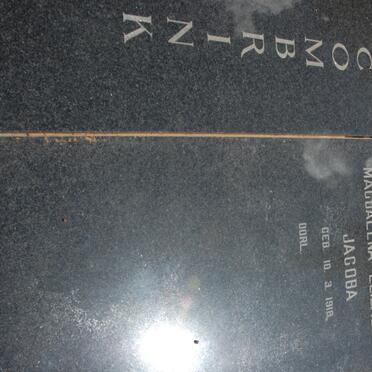 COMBRINK
MAGDALENA
JACOBA
GEB. 10. 3. 1918.
OORL.